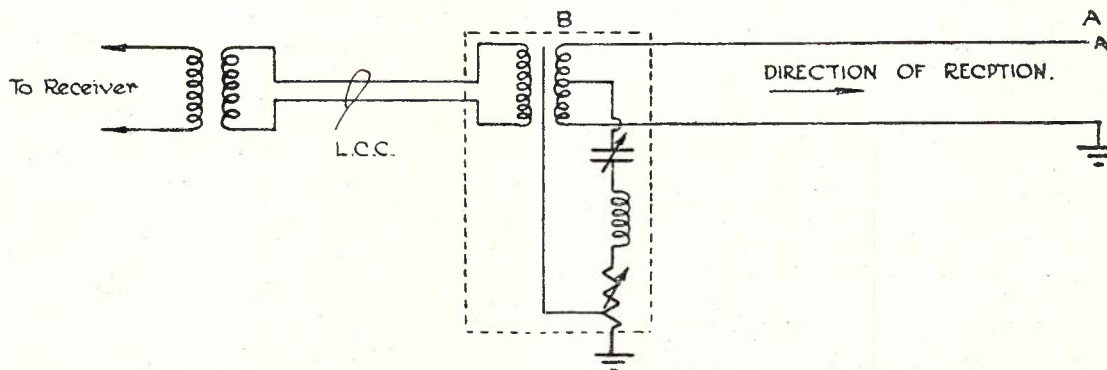 B
A
A
To Receiver
DIRECTION OF RECPTION.
L.C.C.